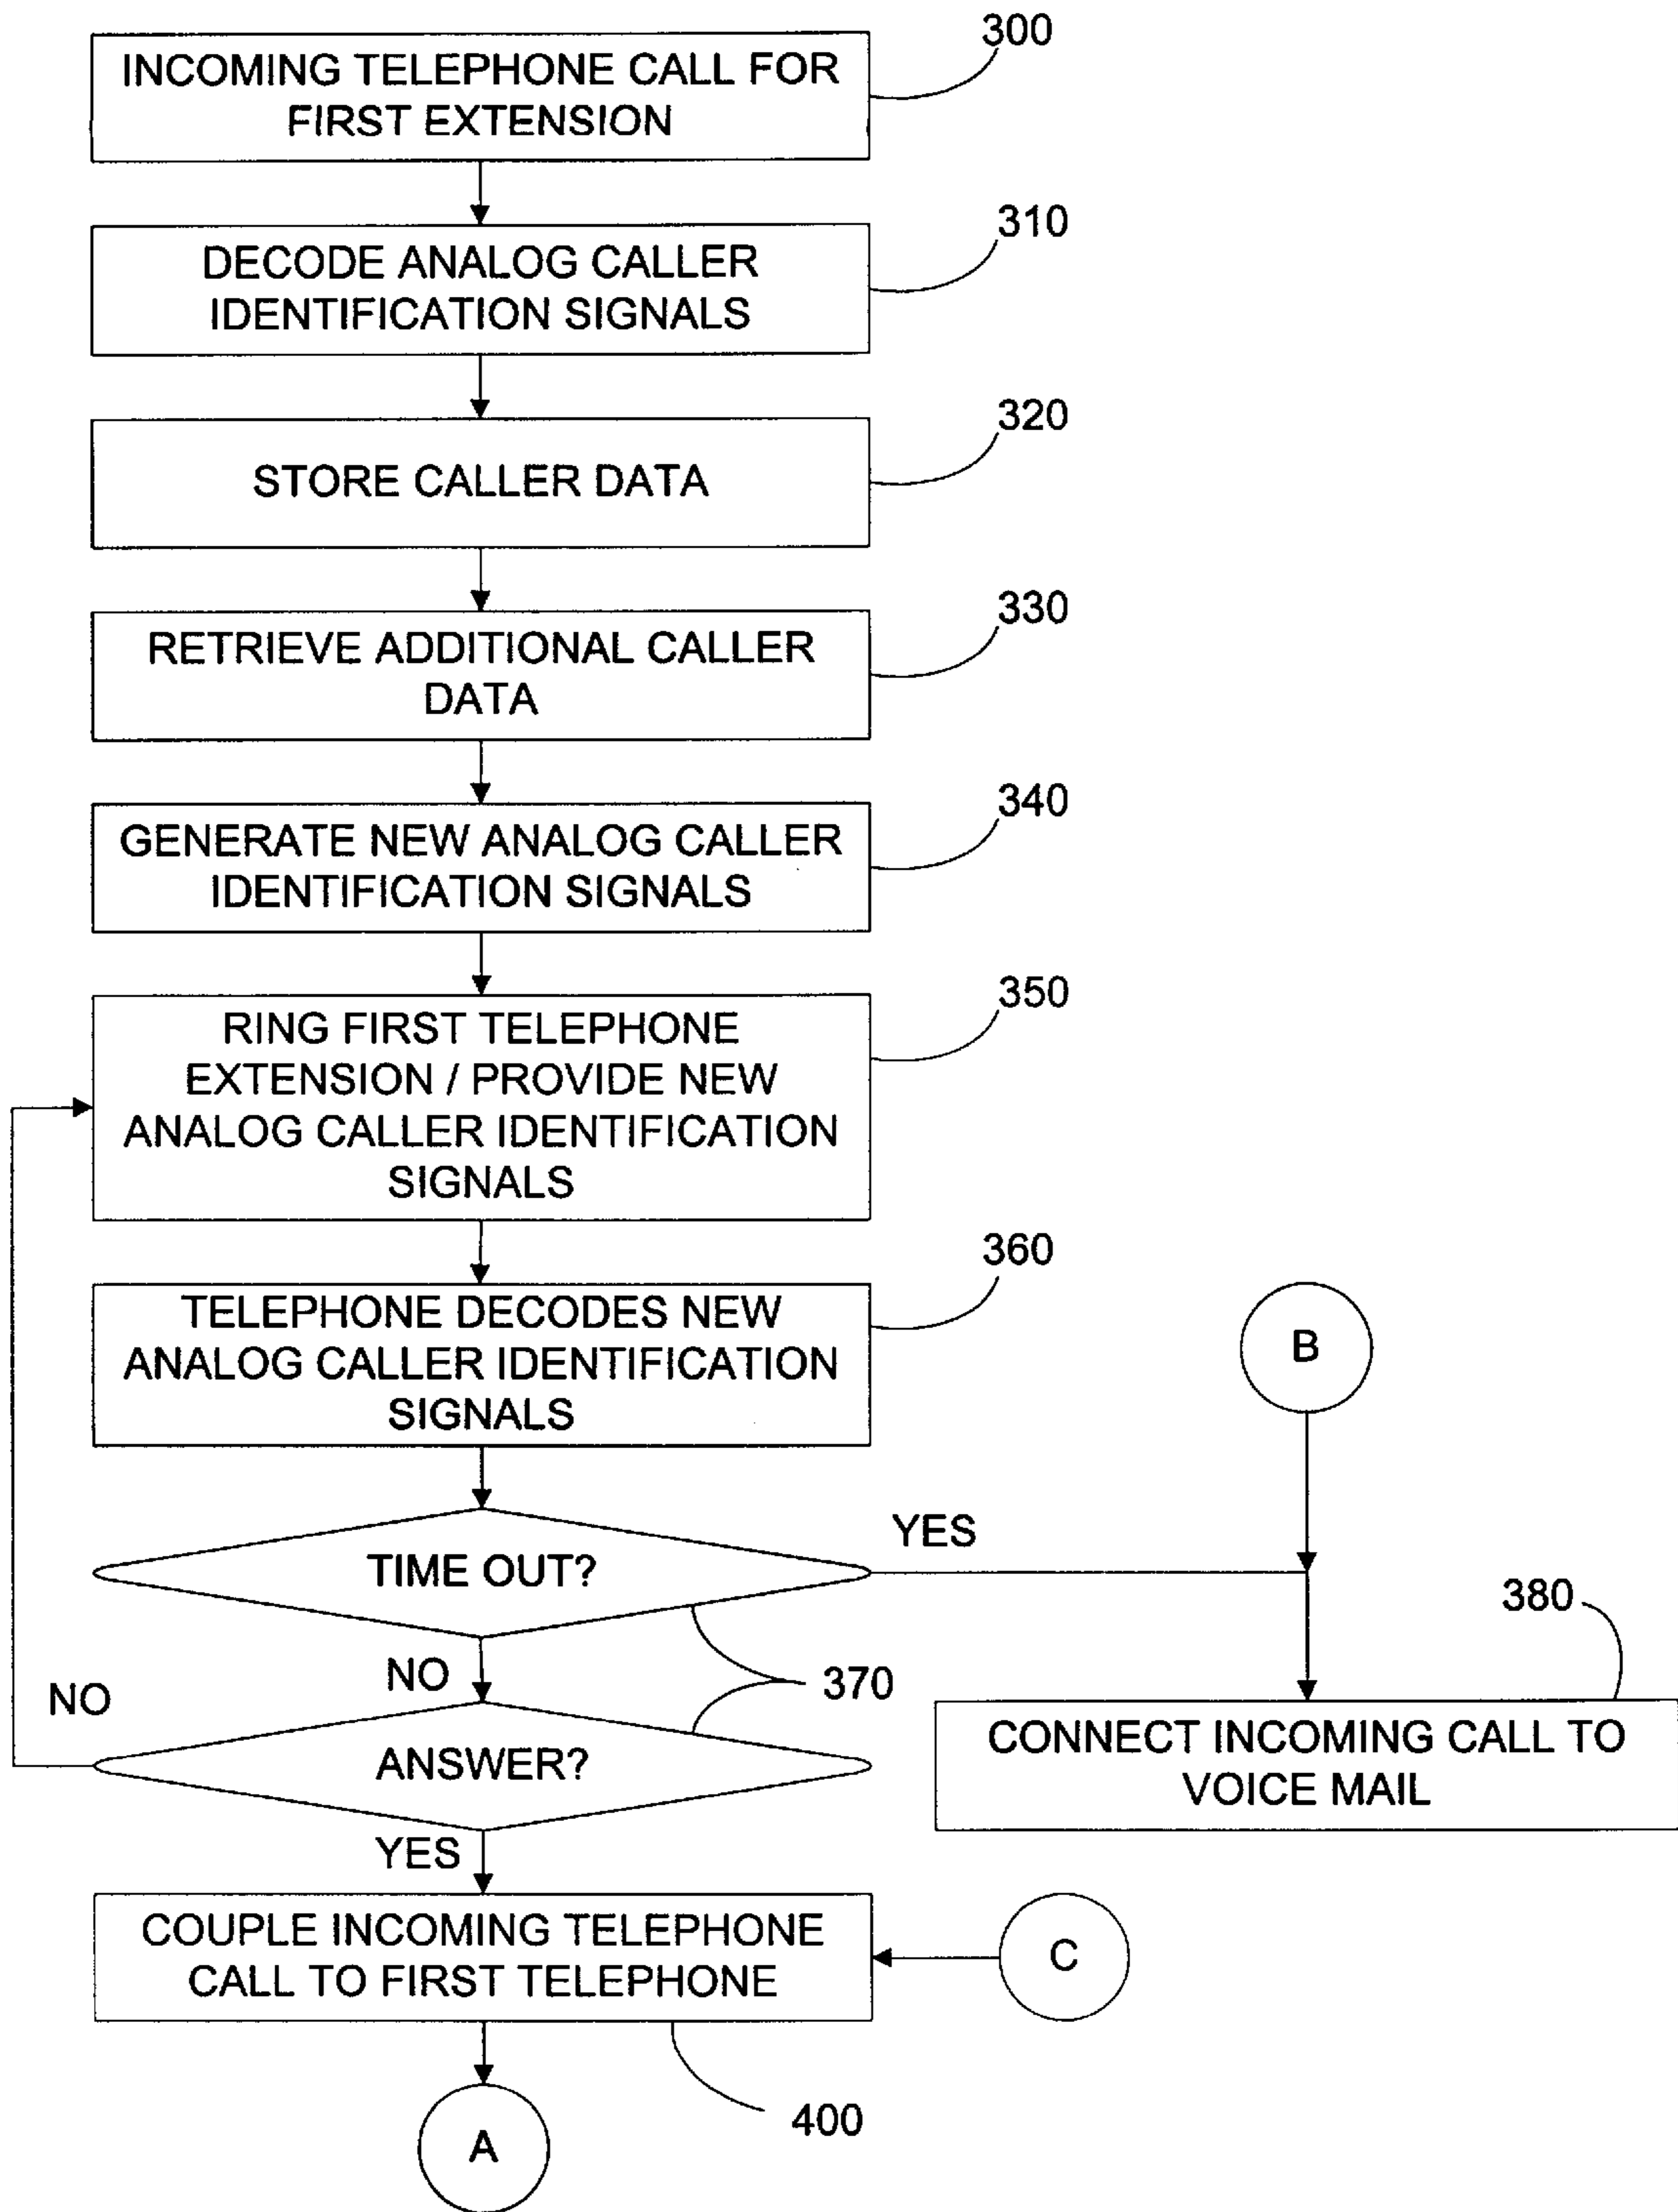 300
INCOMING TELEPHONE CALL FOR
FIRST EXTENSION
310
DECODE ANALOG CALLER
IDENTIFICATION SIGNALS
320
STORE CALLER DATA
330
RETRIEVE ADDITIONAL CALLER
DATA
340
GENERATE NEW ANALOG CALLER
IDENTIFICATION SIGNALS
350
RING FIRST TELEPHONE
EXTENSION / PROVIDE NEW
ANALOG CALLER IDENTIFICATION
SIGNALS
360
TELEPHONE DECODES NEW
ANALOG CALLER IDENTIFICATION
SIGNALS
B
TIME OUT?
YES
380
NO
370
NO
ANSWER?
CONNECT INCOMING CALL TO
VOICE MAIL
YES
COUPLE INCOMING TELEPHONE
CALL TO FIRST TELEPHONE
C
400
A